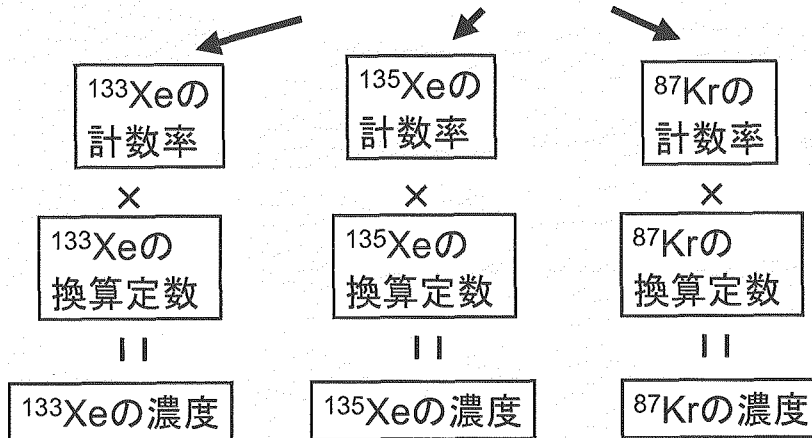 ¹³³Xeの
計数率
×
¹³³Xeの
換算定数
||
¹³³Xeの濃度
¹³⁵Xeの
計数率
×
¹³⁵Xeの
換算定数
||
¹³⁵Xeの濃度
⁸⁷Krの
計数率
×
⁸⁷Krの
換算定数
||
⁸⁷Krの濃度